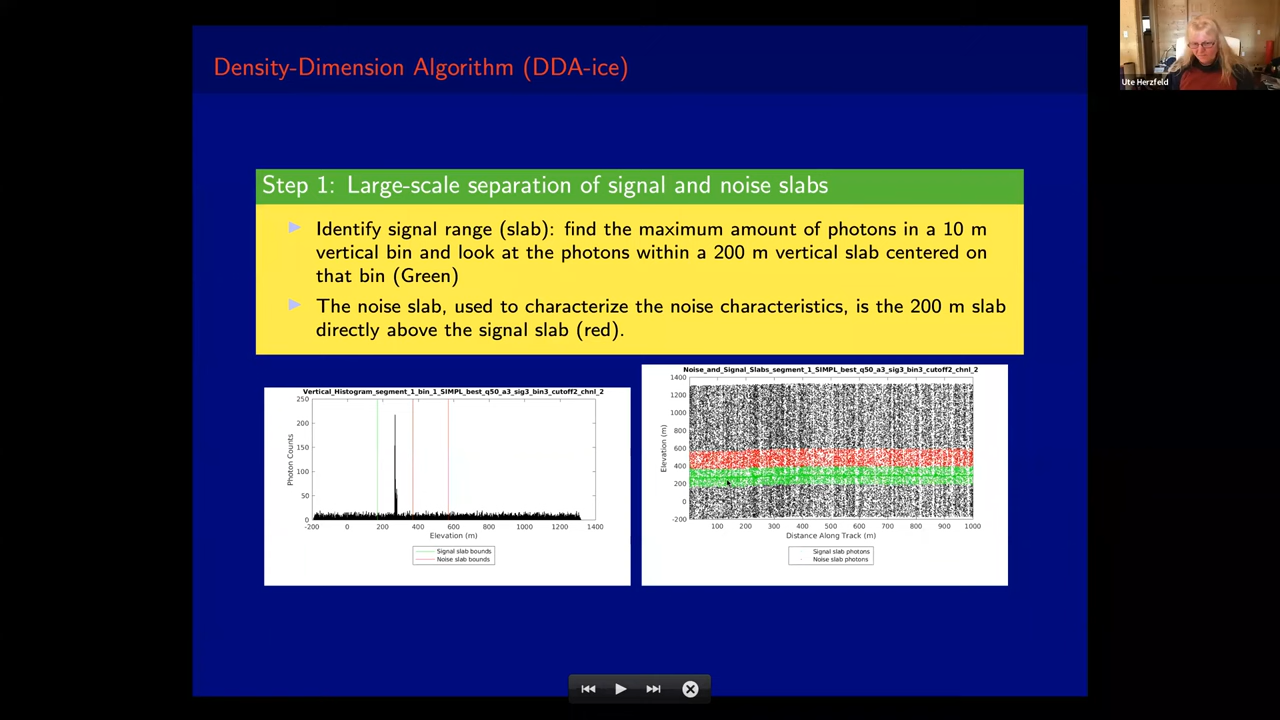 Density-Dimension Algorithm (DDA-ice)
Ute Herzfeld
Step 1: Large-scale separation of signal and noise slabs
Identify signal range (slab): find the maximum amount of photons in a 10 m
vertical bin and look at the photons within a 200 m vertical slab centered on
that bin (Green)
The noise slab, used to characterize the noise characteristics, is the 200 m slab
directly above the signal slab (red).
Vertical_Histogram_segment_1_bin_1_SIMPL_best_q50_a3_sig3_bin3_cutoff2_chnl_2
250
200
150
100
50
0
Photon Counts
-200 0 200 400 600 800 1000 1200 1400
Elevation (m)
Signal slab bounds
Noise slab bounds
Noise_and_Signal_Slabs_segment_1_SIMPL_best_q50_a3_sig3_bin3_cutoff2_chnl_2
1400
1200
1000
800
600
400
200
0
-200
Elevation (m)
100 200 300 400 500 600 700 800 900 1000
Distance Along Track (m)
Signal slab photons
Noise slab photons